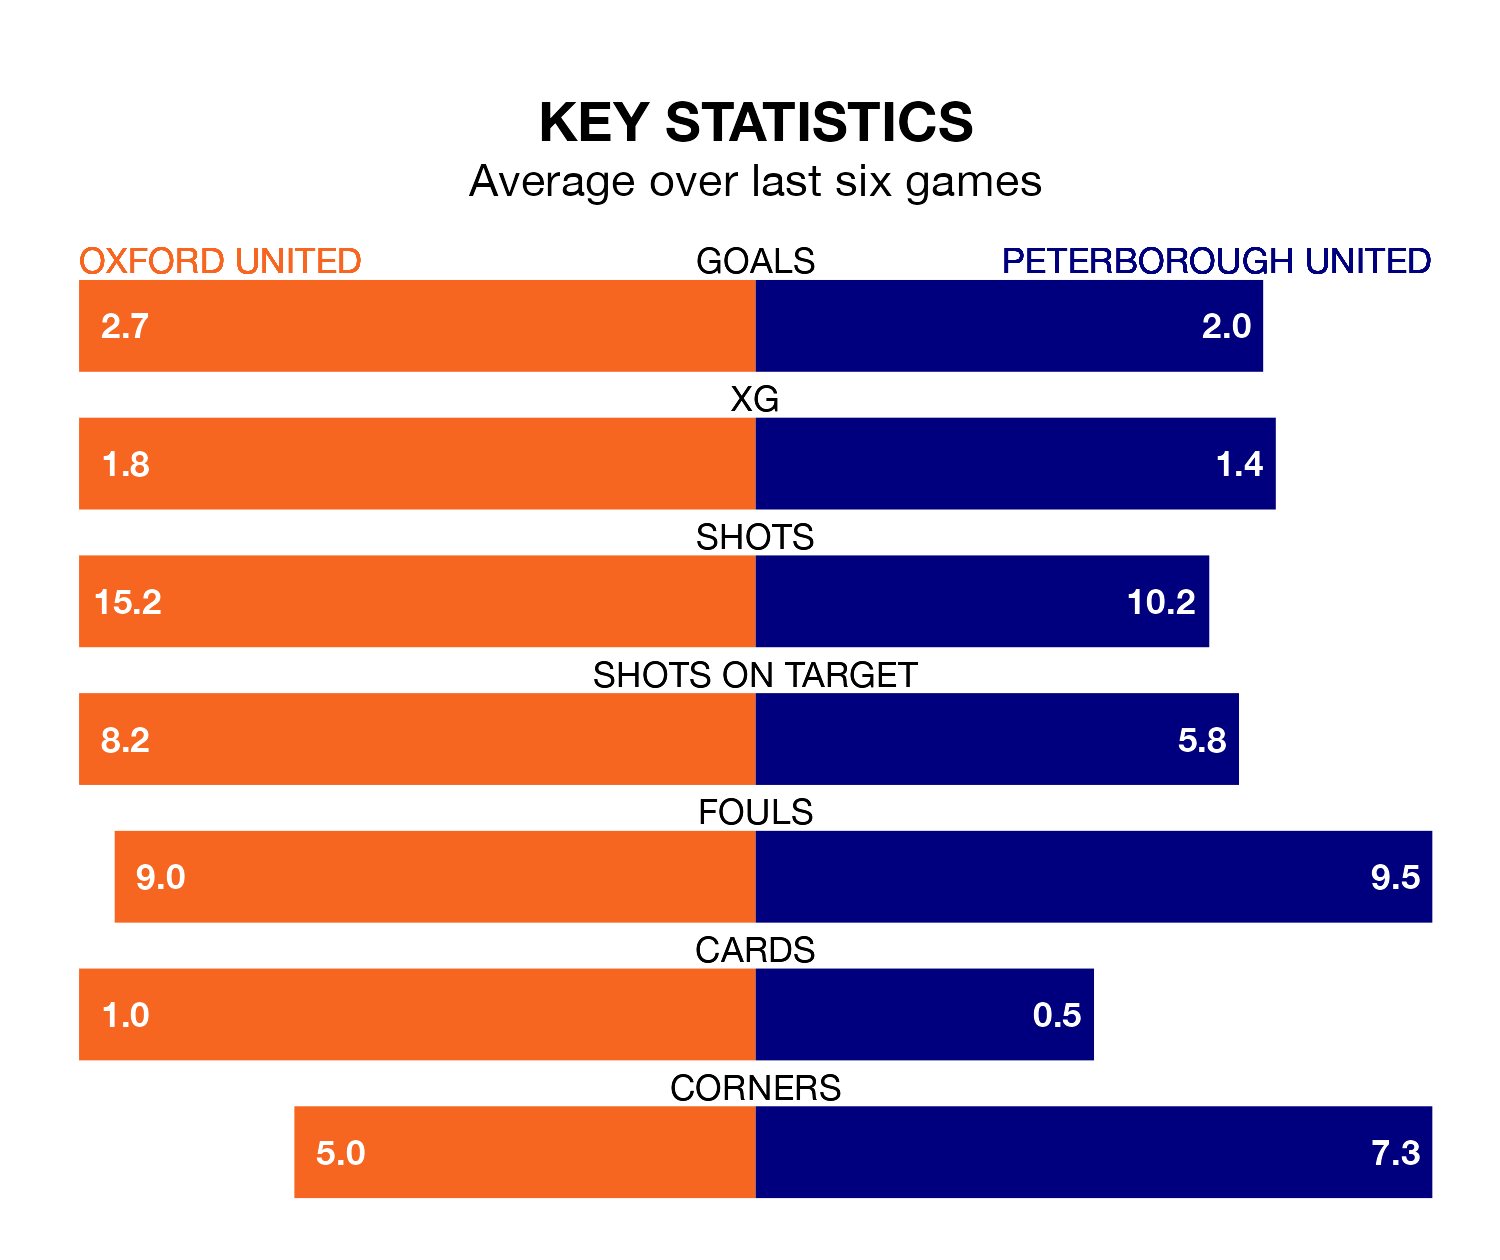 KEY STATISTICS
Average over last six games
OXFORD UNITED GOALS PETERBOROUGH UNITED
2.7 2.0
XG
1.8 1.4
SHOTS
15.2 10.2
SHOTS ON TARGET
8.2 5.8
FOULS
9.0 9.5
CARDS
1.0 0.5
CORNERS
5.0 7.3